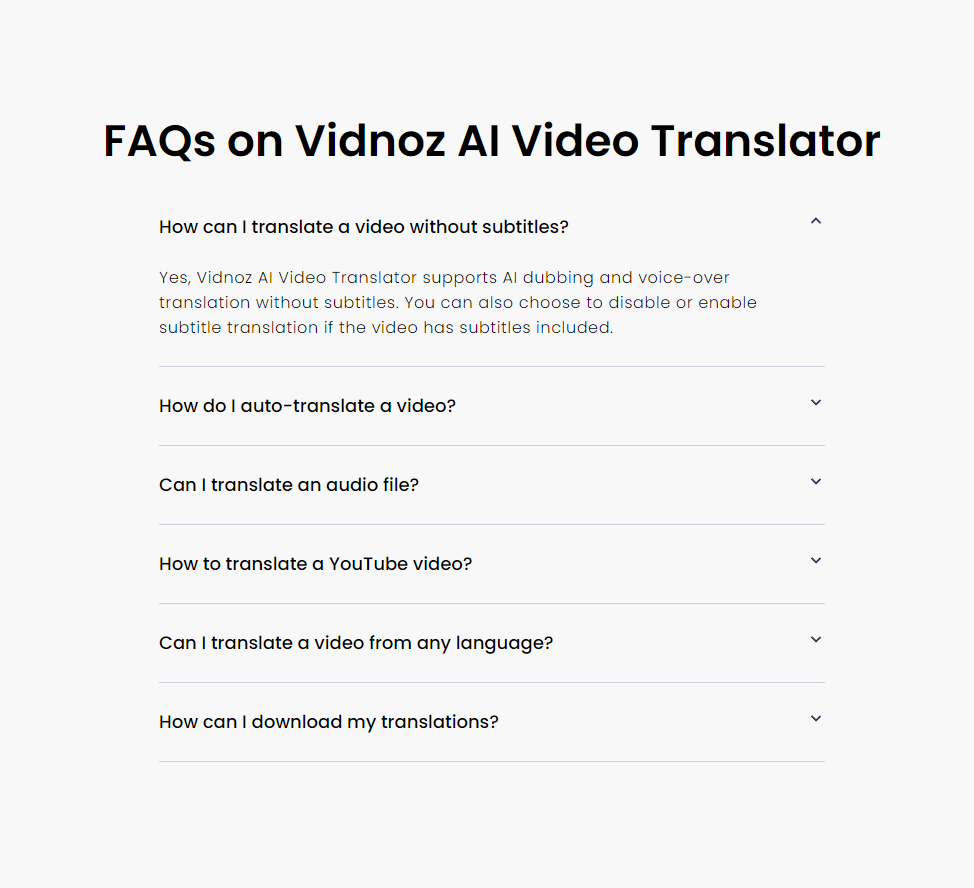 FAQs on Vidnoz AI Video Translator
How can I translate a video without subtitles?
Yes, Vidnoz AI Video Translator supports AI dubbing and voice-over
translation without subtitles. You can also choose to disable or enable
subtitle translation if the video has subtitles included.
How do I auto-translate a video?
Can I translate an audio file?
How to translate a YouTube video?
Can I translate a video from any language?
How can I download my translations?